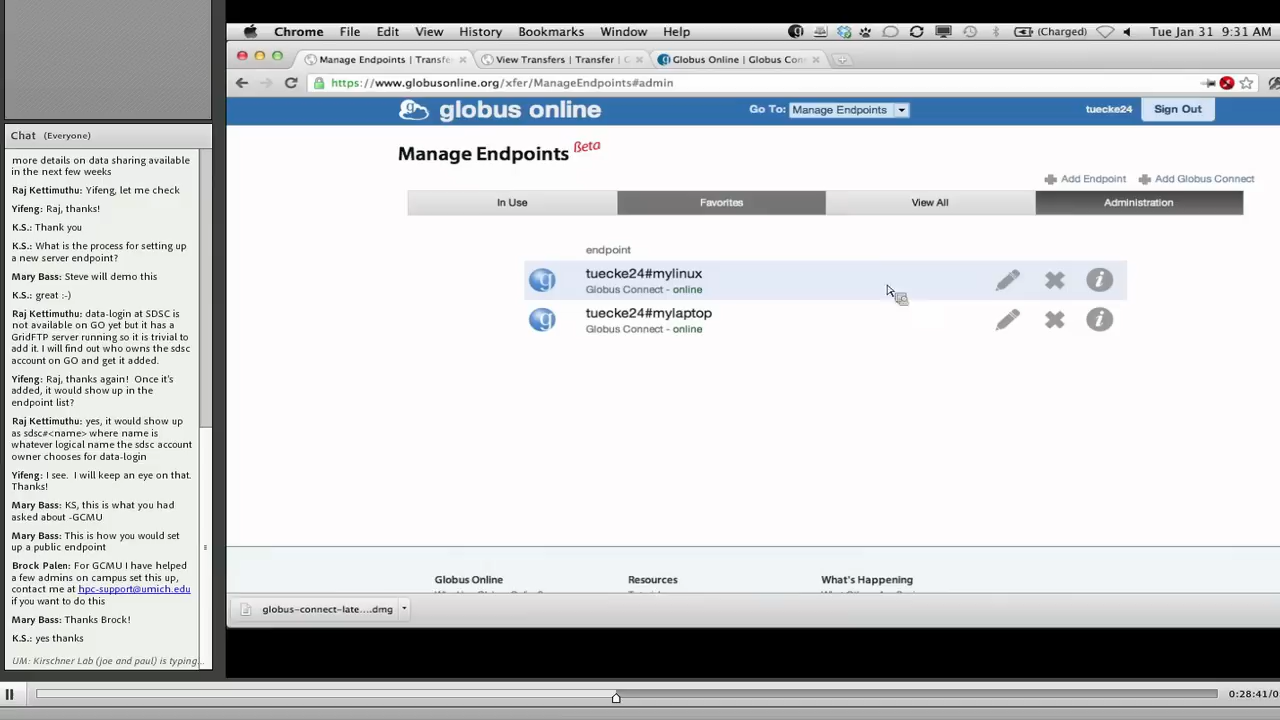 Chrome File Edit View History Bookmarks Window Help (Charged) Tue Jan 31 9:31 AM
Manage Endpoints | Transfe View Transfers | Transfer | Globus Online | Globus Con
https://www.globusonline.org/xfer/ManageEndpoints#admin
globus online Go To: Manage Endpoints tuecke24 Sign Out
Manage Endpoints Beta
Add Endpoint Add Globus Connect
In Use Favorites View All Administration
endpoint
tuecke24#mylinux
Globus Connect - online
tuecke24#mylaptop
Globus Connect - online
Globus Online Resources What's Happening
globus-connect-late....dmg
Chat (Everyone)
more details on data sharing available
in the next few weeks
Raj Kettimuthu: Yifeng, let me check
Yifeng: Raj, thanks!
K.S.: Thank you
K.S.: What is the process for setting up
a new server endpoint?
Mary Bass: Steve will demo this
K.S.: great :-)
Raj Kettimuthu: data-login at SDSC is
not available on GO yet but it has a
GridFTP server running so it is trivial to
add it. I will find out who owns the sdsc
account on GO and get it added.
Yifeng: Raj, thanks again! Once it's
added, it would show up in the
endpoint list?
Raj Kettimuthu: yes, it would show up
as sdsc#<name> where name is
whatever logical name the sdsc account
owner chooses for data-login
Yifeng: I see. I will keep an eye on that.
Thanks!
Mary Bass: KS, this is what you had
asked about -GCMU
Mary Bass: This is how you would set
up a public endpoint
Brock Palen: For GCMU I have helped
a few admins on campus set this up,
contact me at hpc-support@umich.edu
if you want to do this
Mary Bass: Thanks Brock!
K.S.: yes thanks
UM: Kirschner Lab (joe and paul) is typing...
0:28:41/0